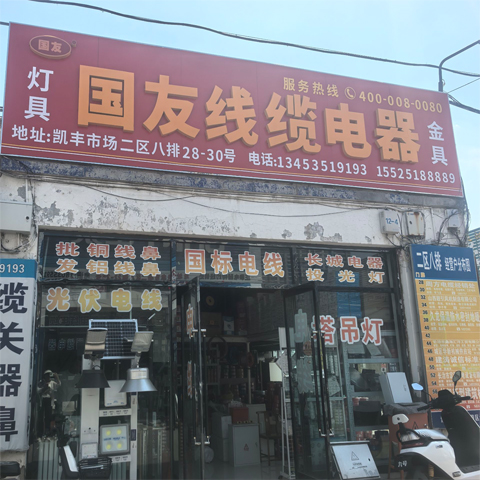 国友
灯具
国友线缆电器
服务热线 400-008-0080
金具
地址:凯丰市场二区八排28-30号 电话:13453519193 15525188889
12-4
批铜线鼻
发铝线鼻
国标电线
长城电器
投光灯
光伏电线
塔吊灯
9193
缆
关
器
鼻
二区八排